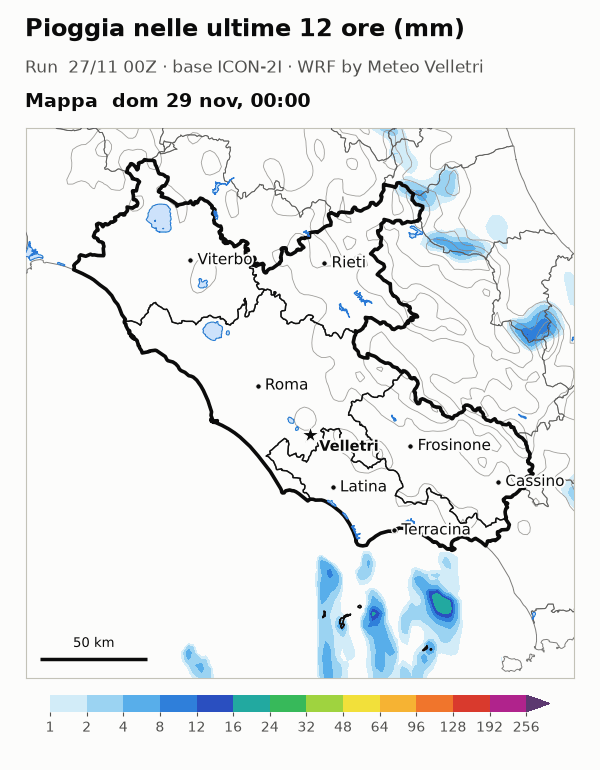 Pioggia nelle ultime 12 ore (mm)
Run  27/11 00Z · base ICON-2I · WRF by Meteo Velletri
Mappa  dom 29 nov, 00:00
Viterbo
Rieti
Roma
Velletri
Frosinone
Latina
Cassino
Terracina
50 km
1 2 4 8 12 16 24 32 48 64 96 128 192 256